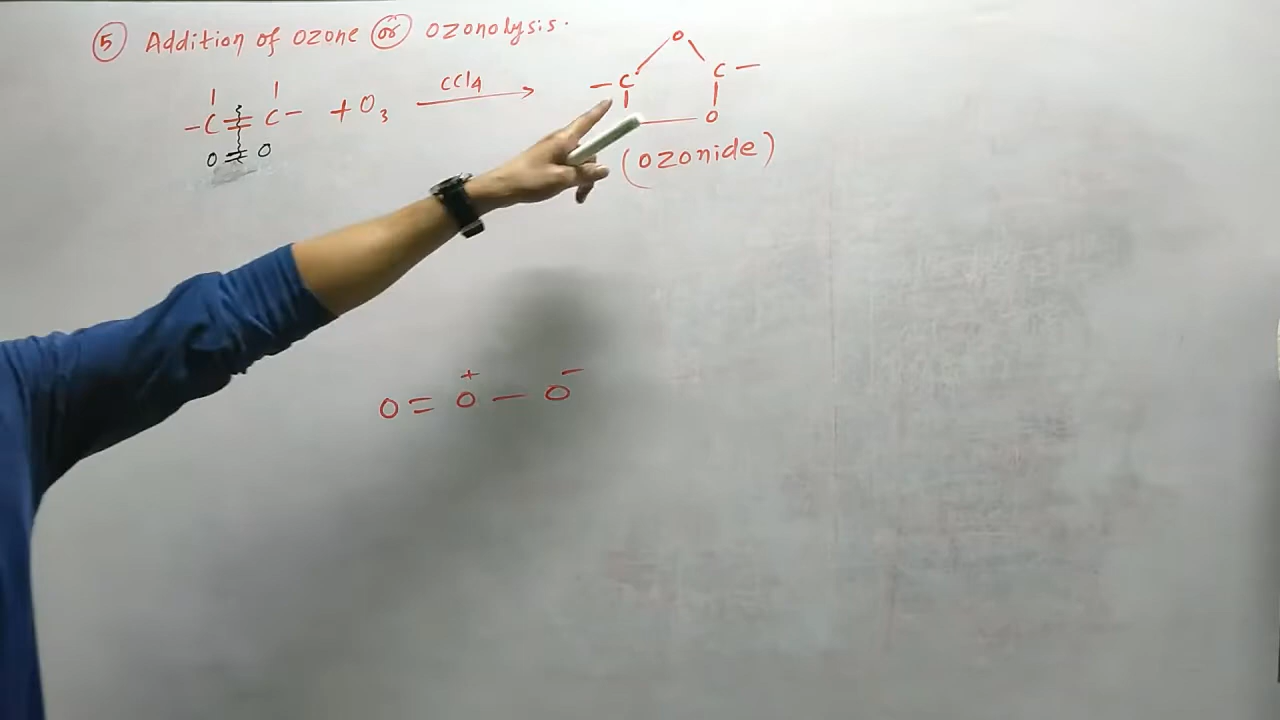 ⑤ Addition of ozone or ozonolysis.
-C=C- + O₃ CCl₄ → -C O C- O
O=O
(ozonide)
O = O⁺ - O⁻